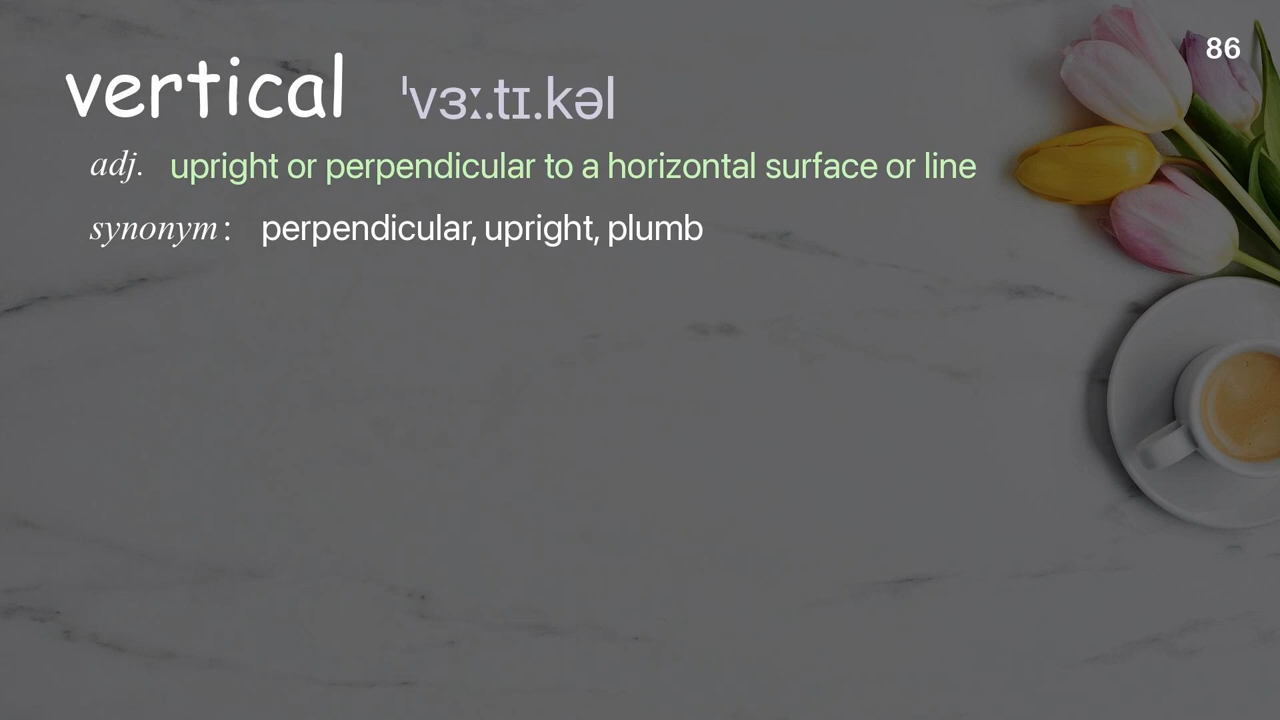 86
vertical ˈvɜː.tɪ.kəl
adj. upright or perpendicular to a horizontal surface or line
synonym: perpendicular, upright, plumb